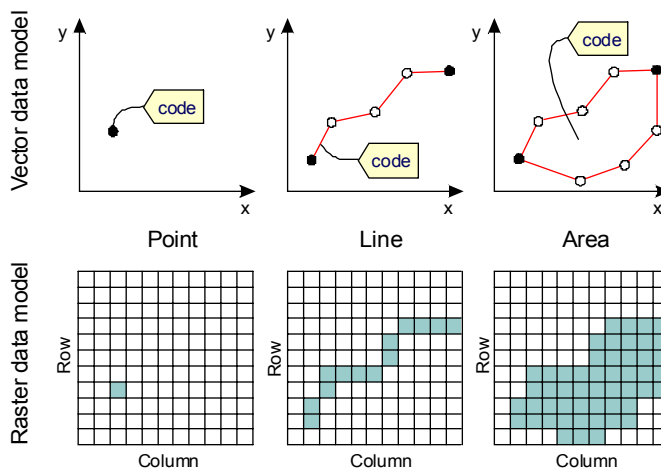 Vector data model
y
code
x
Point
y
code
x
Line
y
code
x
Area
Raster data model
Row
Column
Row
Column
Row
Column